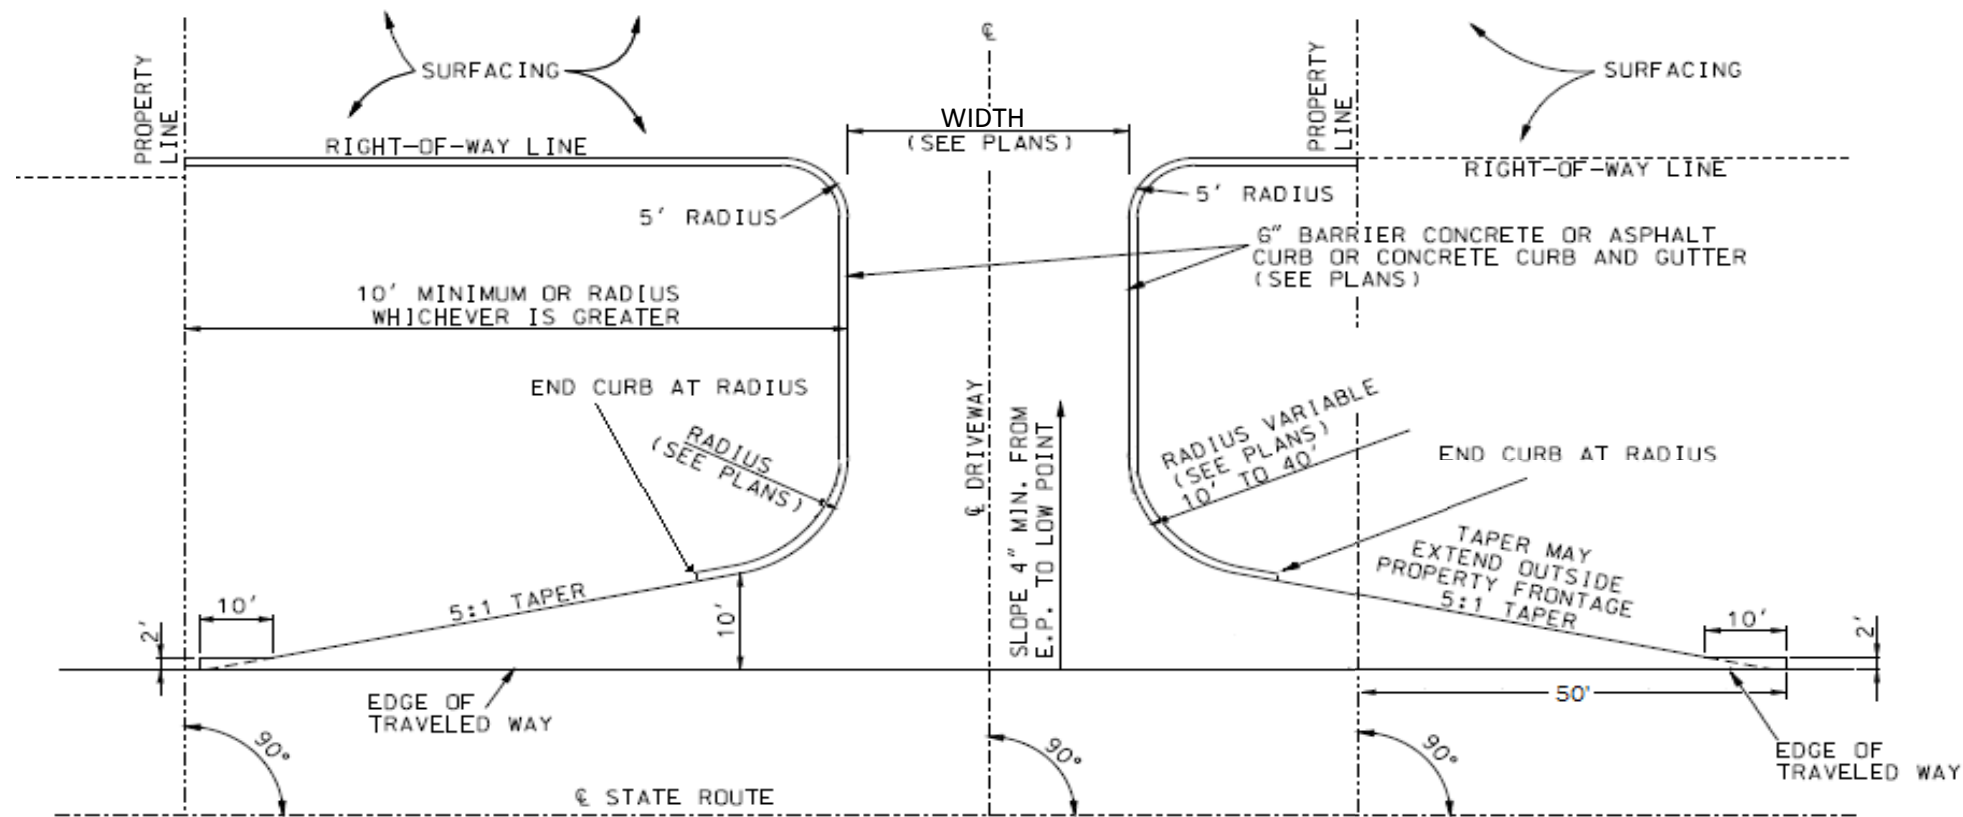 ℄
PROPERTY
LINE
SURFACING
PROPERTY
LINE
SURFACING
WIDTH
(SEE PLANS)
RIGHT-OF-WAY LINE
RIGHT-OF-WAY LINE
5' RADIUS
5' RADIUS
6" BARRIER CONCRETE OR ASPHALT
CURB OR CONCRETE CURB AND GUTTER
(SEE PLANS)
10' MINIMUM OR RADIUS
WHICHEVER IS GREATER
END CURB AT RADIUS
RADIUS
(SEE PLANS)
℄ DRIVEWAY
SLOPE 4" MIN. FROM
E.P. TO LOW POINT
RADIUS VARIABLE
(SEE PLANS)
10' TO 40'
END CURB AT RADIUS
TAPER MAY
EXTEND OUTSIDE
PROPERTY FRONTAGE
5:1 TAPER
10'
5:1 TAPER
2'
10'
10'
2'
50'
EDGE OF
TRAVELED WAY
EDGE OF
TRAVELED WAY
90°
90°
90°
℄ STATE ROUTE